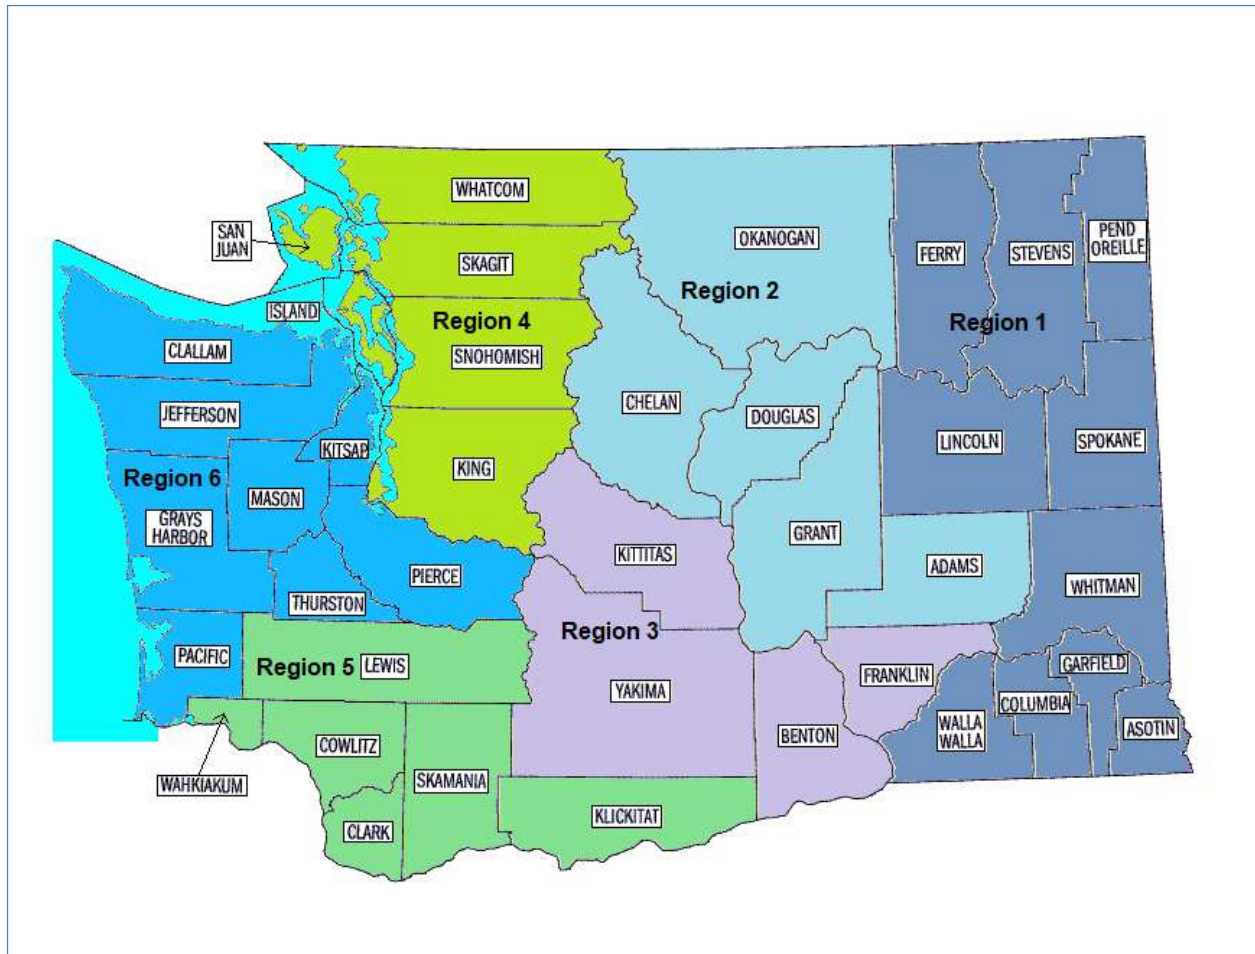 WHATCOM
SAN
JUAN
SKAGIT
OKANOGAN
FERRY
STEVENS
PEND
OREILLE
Region 2
ISLAND
Region 4
Region 1
CLALLAM
SNOHOMISH
CHELAN
DOUGLAS
JEFFERSON
LINCOLN
SPOKANE
KITSAP
KING
Region 6
MASON
GRAYS
HARBOR
GRANT
KITTITAS
ADAMS
PIERCE
WHITMAN
THURSTON
Region 3
PACIFIC
Region 5
LEWIS
GARFIELD
FRANKLIN
YAKIMA
COLUMBIA
WALLA
WALLA
ASOTIN
BENTON
COWLITZ
WAHKIAKUM
SKAMANIA
KLICKITAT
CLARK